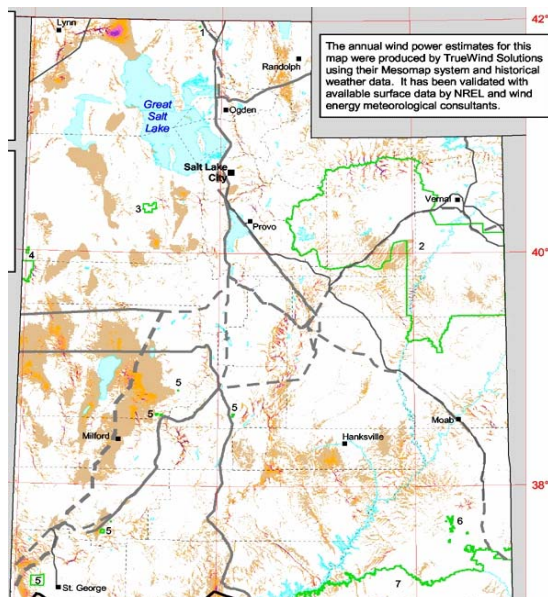 42°
Lynn
1
The annual wind power estimates for this
map were produced by TrueWind Solutions
using their Mesomap system and historical
weather data. It has been validated with
available surface data by NREL and wind
energy meteorological consultants.
Randolph
Great
Salt
Lake
Ogden
Salt Lake
City
3
Vernal
Provo
2
4
40°
5
5
5
Moab
Milford
Hanksville
38°
6
5
5
St. George
7